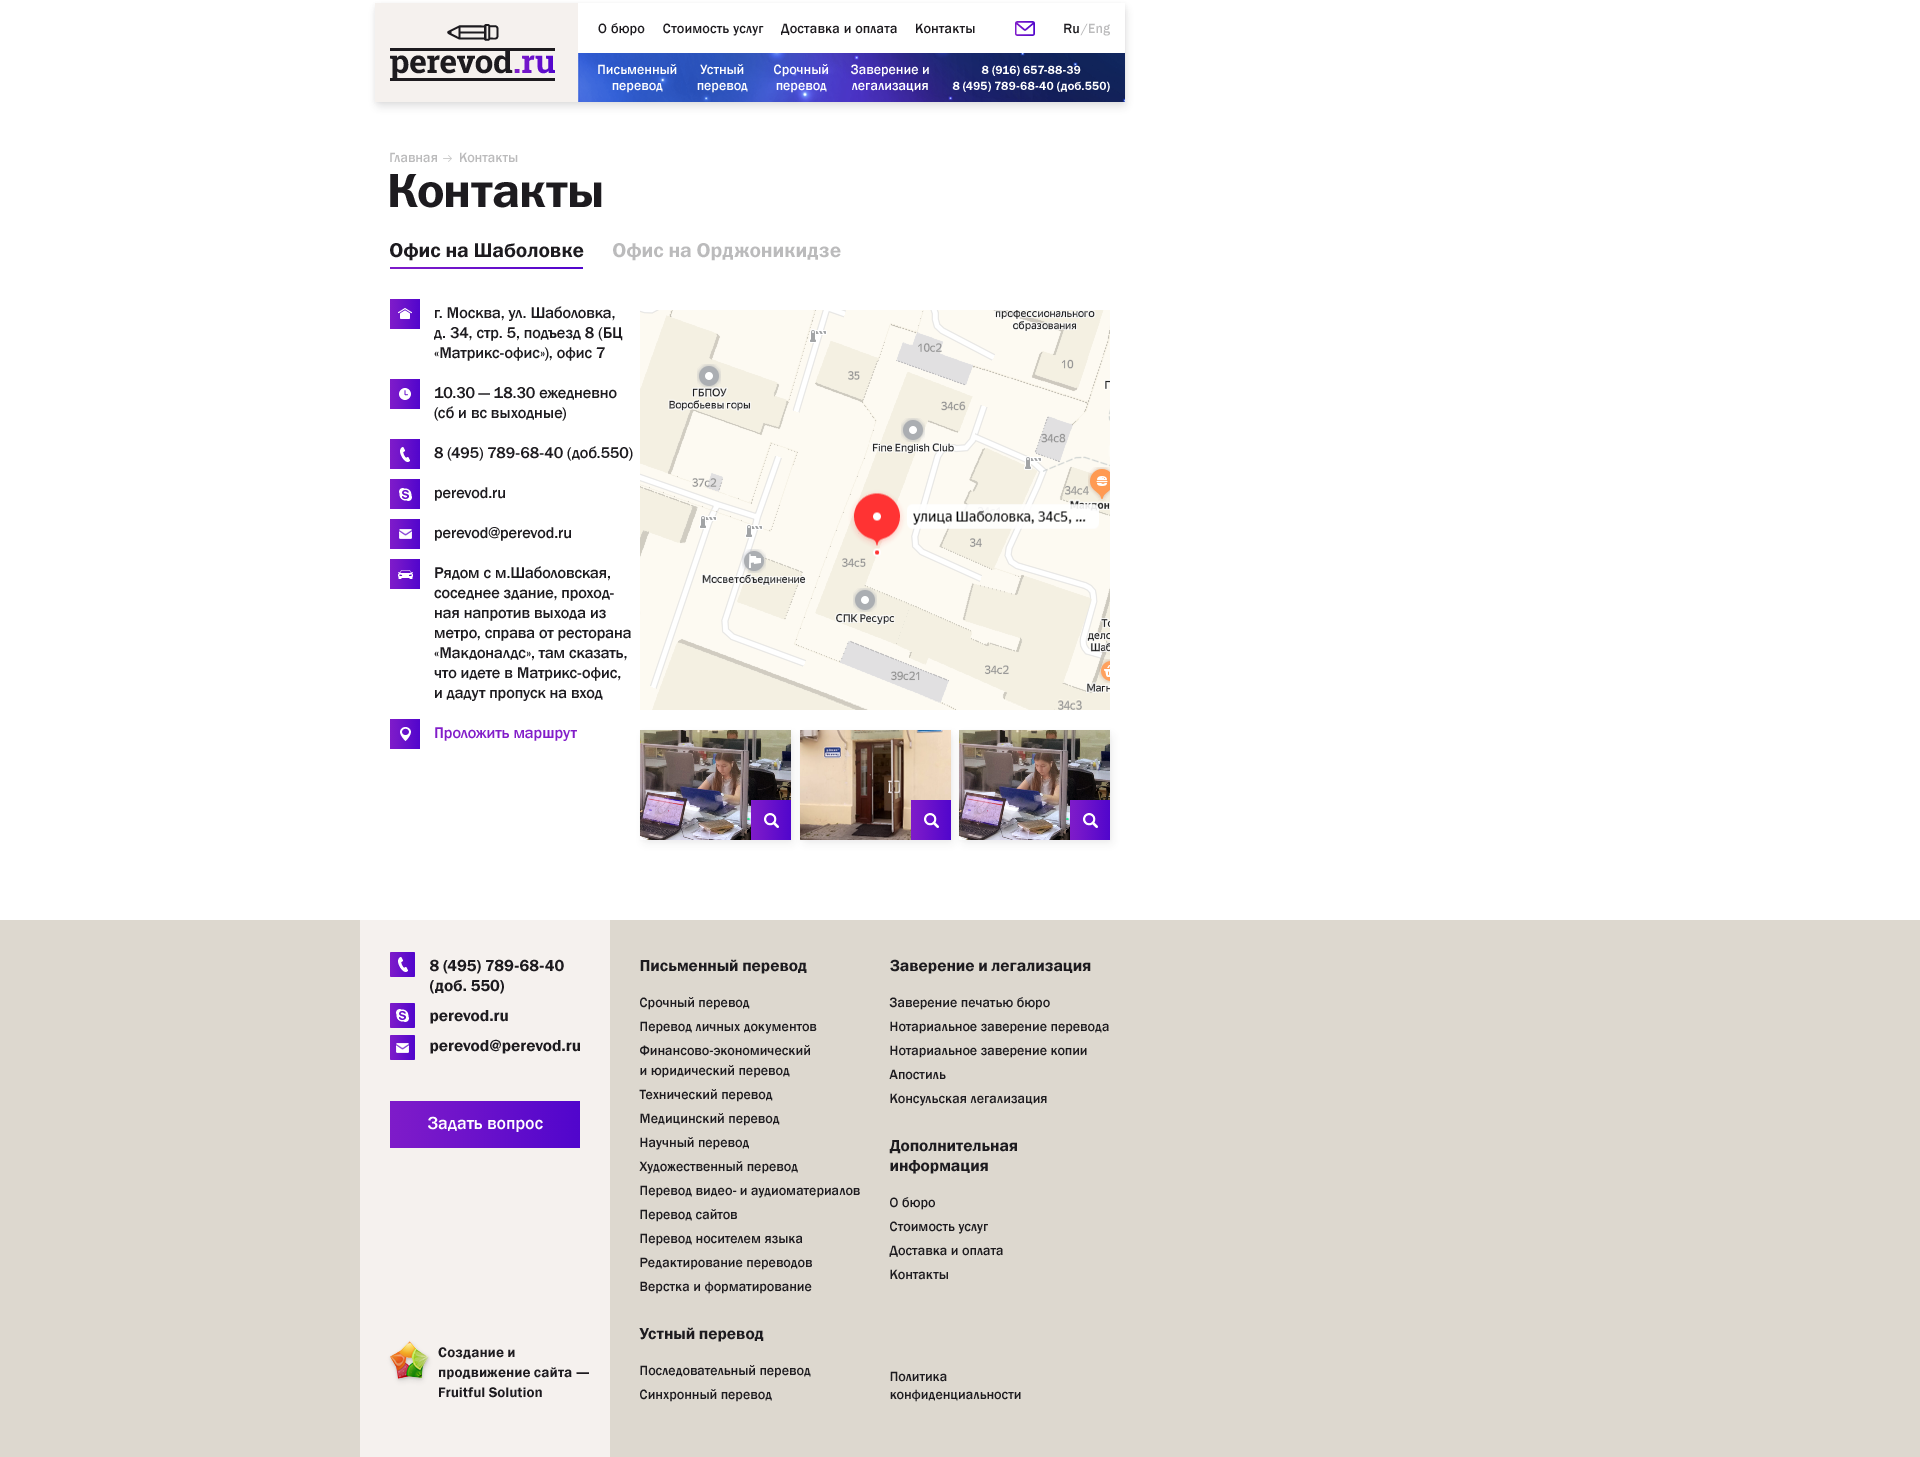 perevod.ru
О бюро
Стоимость услуг
Доставка и оплата
Контакты
Ru/Eng
Письменный
перевод
Устный
перевод
Срочный
перевод
Заверение и
легализация
8 (916) 657-88-39
8 (495) 789-68-40 (доб.550)
Главная → Контакты
Контакты
Офис на Шаболовке
Офис на Орджоникидзе
г. Москва, ул. Шаболовка,
д. 34, стр. 5, подъезд 8 (БЦ
«Матрикс-офис»), офис 7
10.30 — 18.30 ежедневно
(сб и вс выходные)
8 (495) 789-68-40 (доб.550)
perevod.ru
perevod@perevod.ru
Рядом с м.Шаболовская,
соседнее здание, проход-
ная напротив выхода из
метро, справа от ресторана
«Макдоналдс», там сказать,
что идете в Матрикс-офис,
и дадут пропуск на вход
Проложить маршрут
профессионального
образования
10с2
10
35
ГБПОУ
Воробьевы горы
34с6
Fine English Club
34с8
37с2
34с4
улица Шаболовка, 34с5, ...
34
34с5
Мосветобъединение
СПК Ресурс
34с2
39с21
34с3
8 (495) 789-68-40
(доб. 550)
perevod.ru
perevod@perevod.ru
Задать вопрос
Создание и
продвижение сайта —
Fruitful Solution
Письменный перевод
Срочный перевод
Перевод личных документов
Финансово-экономический
и юридический перевод
Технический перевод
Медицинский перевод
Научный перевод
Художественный перевод
Перевод видео- и аудиоматериалов
Перевод сайтов
Перевод носителем языка
Редактирование переводов
Верстка и форматирование
Устный перевод
Последовательный перевод
Синхронный перевод
Заверение и легализация
Заверение печатью бюро
Нотариальное заверение перевода
Нотариальное заверение копии
Апостиль
Консульская легализация
Дополнительная
информация
О бюро
Стоимость услуг
Доставка и оплата
Контакты
Политика
конфиденциальности